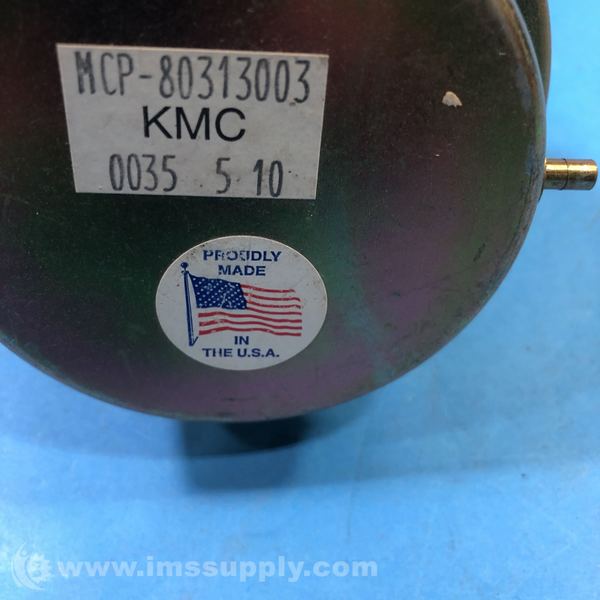 MCP-80313003
KMC
0035 5 10
PROUDLY
MADE
IN
THE U.S.A.
www.imssupply.com